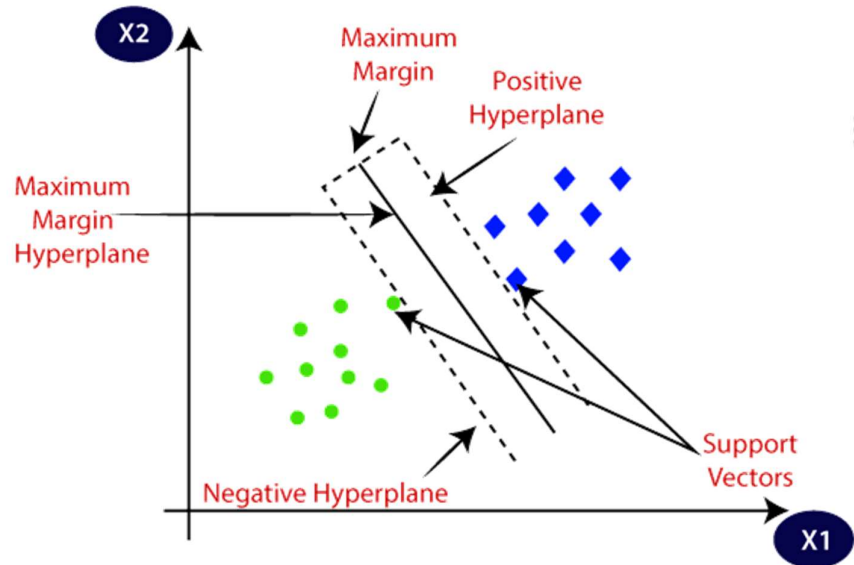 X2
Maximum
Margin
Positive
Hyperplane
Maximum
Margin
Hyperplane
Support
Vectors
Negative Hyperplane
X1